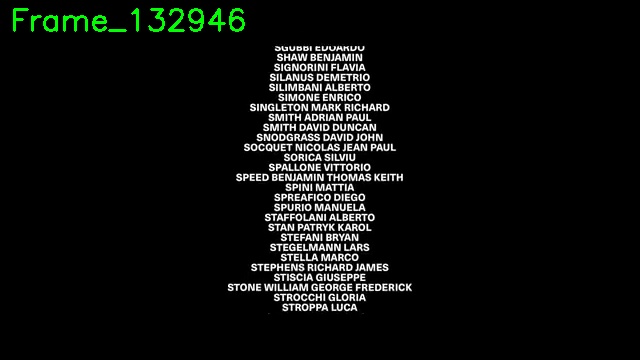 Frame_132946
SGUBBI EDOARDO
SHAW BENJAMIN
SIGNORINI FLAVIA
SILANUS DEMETRIO
SILIMBANI ALBERTO
SIMONE ENRICO
SINGLETON MARK RICHARD
SMITH ADRIAN PAUL
SMITH DAVID DUNCAN
SNODGRASS DAVID JOHN
SOCQUET NICOLAS JEAN PAUL
SORICA SILVIU
SPALLONE VITTORIO
SPEED BENJAMIN THOMAS KEITH
SPINI MATTIA
SPREAFICO DIEGO
SPURIO MANUELA
STAFFOLANI ALBERTO
STAN PATRYK KAROL
STEFANI BRYAN
STEGELMANN LARS
STELLA MARCO
STEPHENS RICHARD JAMES
STISCIA GIUSEPPE
STONE WILLIAM GEORGE FREDERICK
STROCCHI GLORIA
STROPPA LUCA